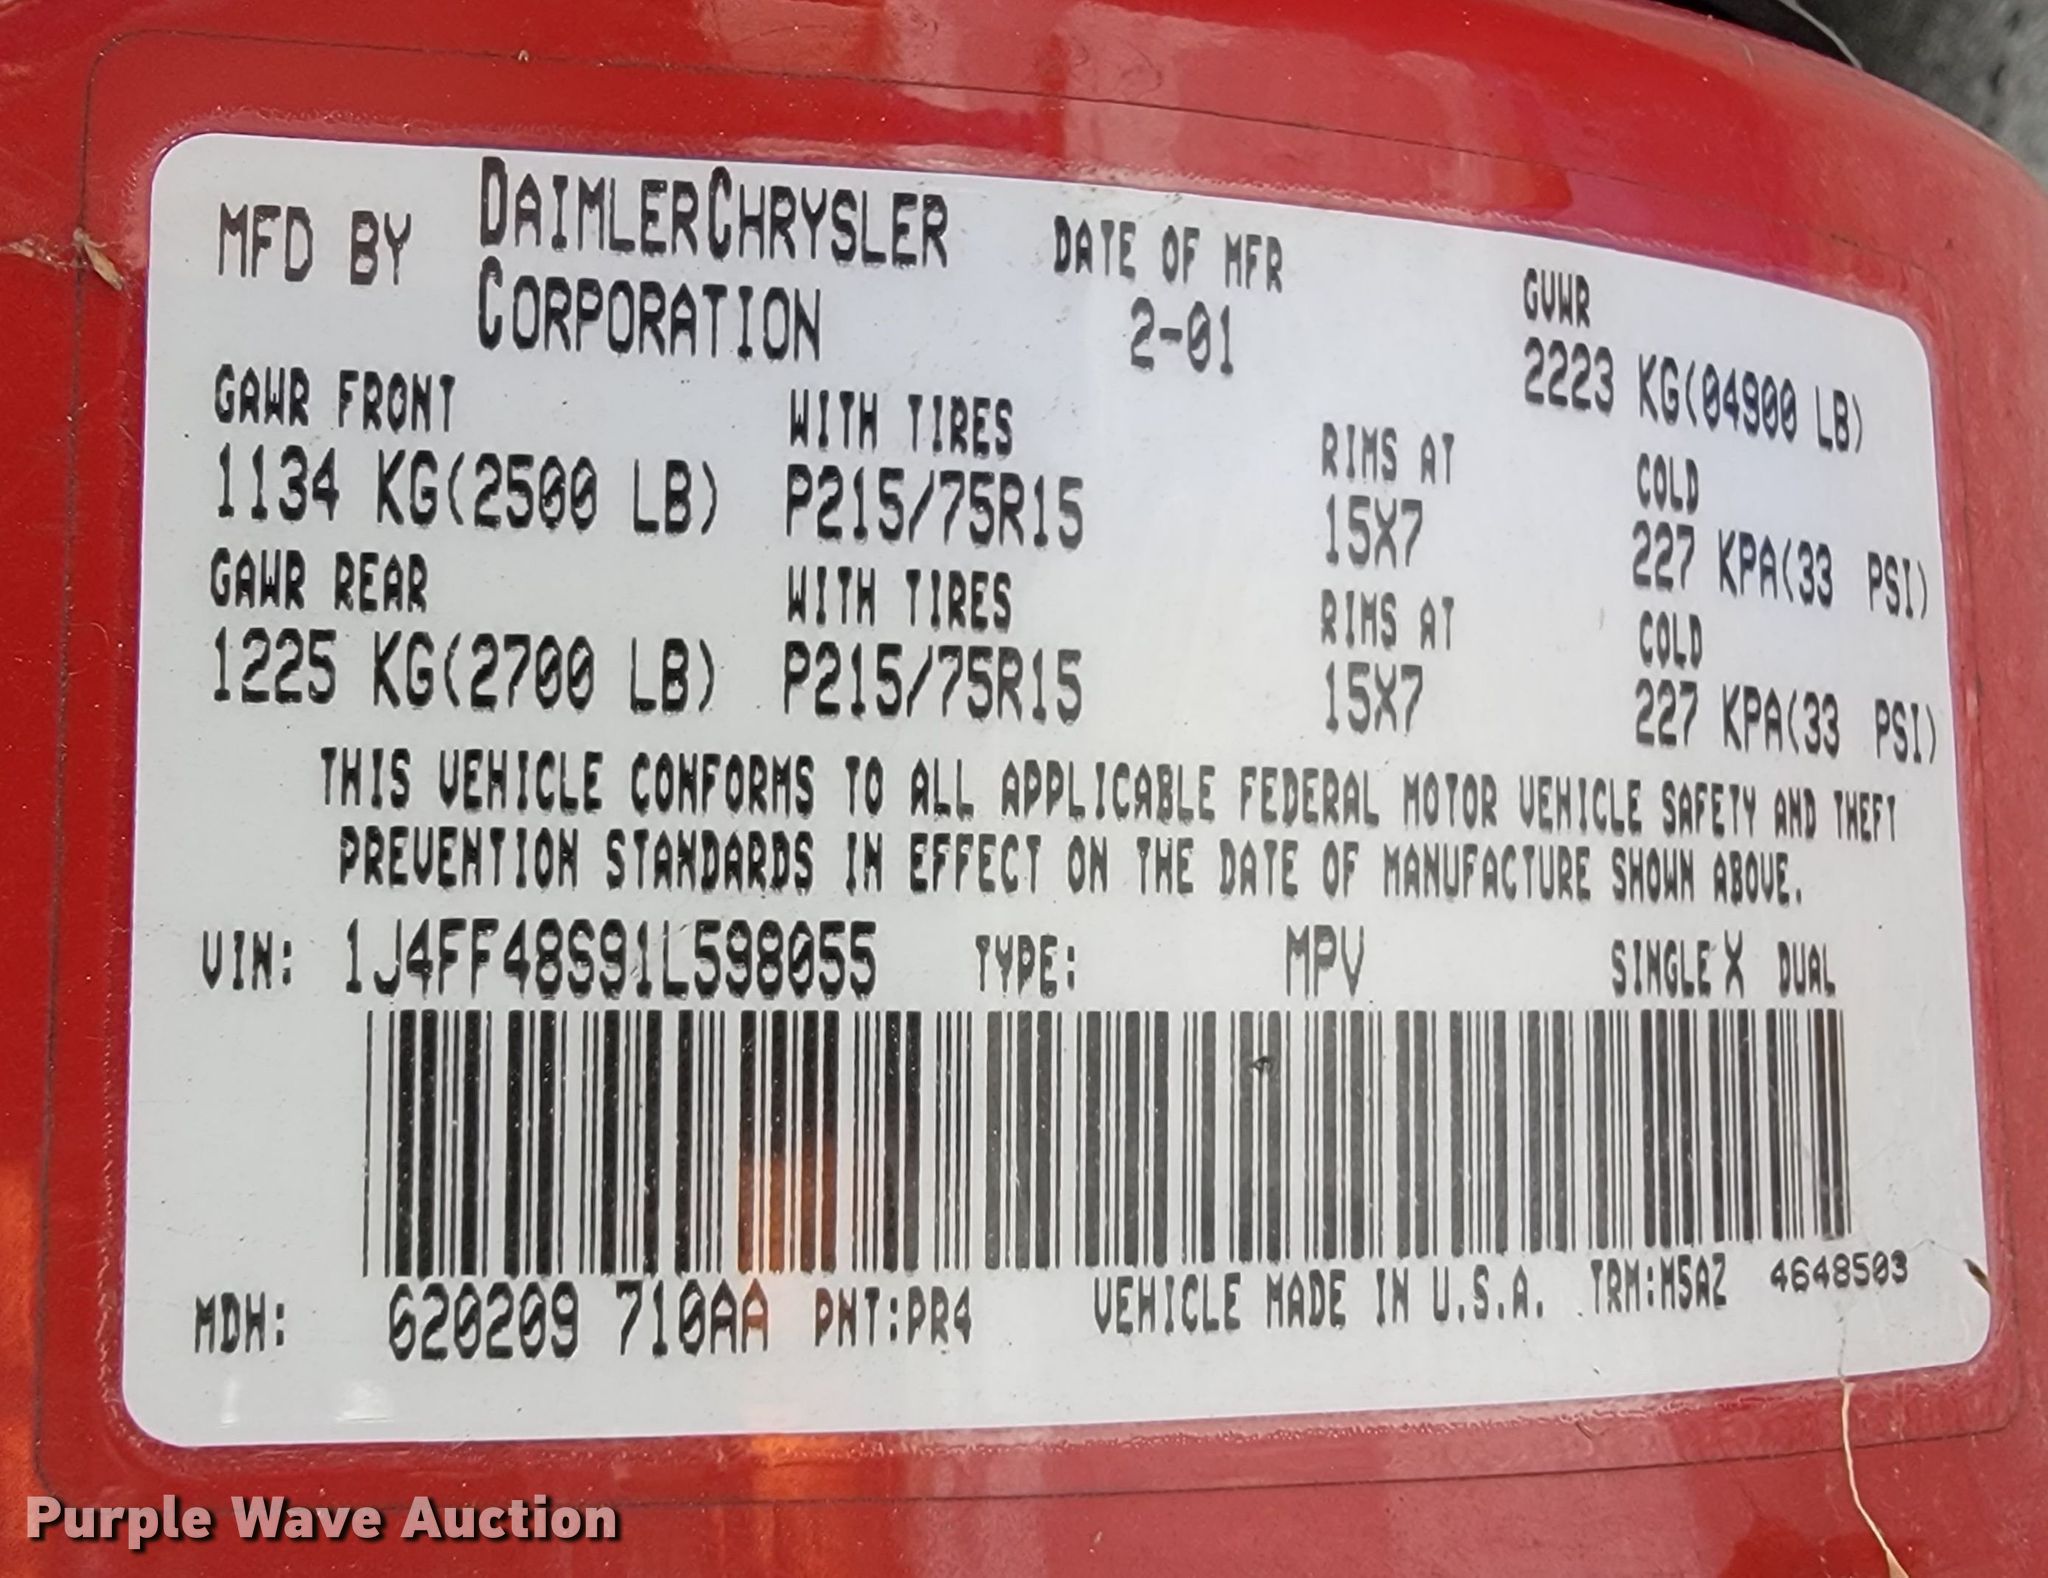 MFD BY DAIMLERCHRYSLER CORPORATION DATE OF MFR 2-01 GVWR 2223 KG(04900 LB)
GAWR FRONT WITH TIRES RIMS AT COLD
1134 KG(2500 LB) P215/75R15 15X7 227 KPA(33 PSI)
GAWR REAR WITH TIRES RIMS AT COLD
1225 KG(2700 LB) P215/75R15 15X7 227 KPA(33 PSI)
THIS VEHICLE CONFORMS TO ALL APPLICABLE FEDERAL MOTOR VEHICLE SAFETY AND THEFT
PREVENTION STANDARDS IN EFFECT ON THE DATE OF MANUFACTURE SHOWN ABOVE.
VIN: 1J4FF48S91L598055 TYPE: MPV SINGLE X DUAL
MDH: 620209 710AA PNT:PR4 VEHICLE MADE IN U.S.A. TRM:M5AZ 4648503
Purple Wave Auction